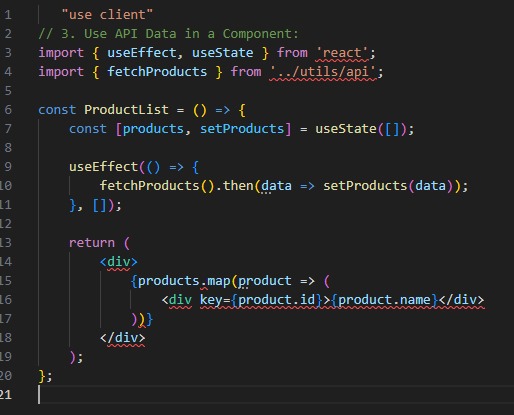 1 "use client"
2 // 3. Use API Data in a Component:
3 import { useEffect, useState } from 'react';
4 import { fetchProducts } from '../utils/api';
5
6 const ProductList = () => {
7 const [products, setProducts] = useState([]);
8
9 useEffect(() => {
10 fetchProducts().then(data => setProducts(data));
11 }, []);
12
13 return (
14 <div>
15 {products.map(product => (
16 <div key={product.id}>{product.name}</div>
17 ))}
18 </div>
19 );
20 };
21